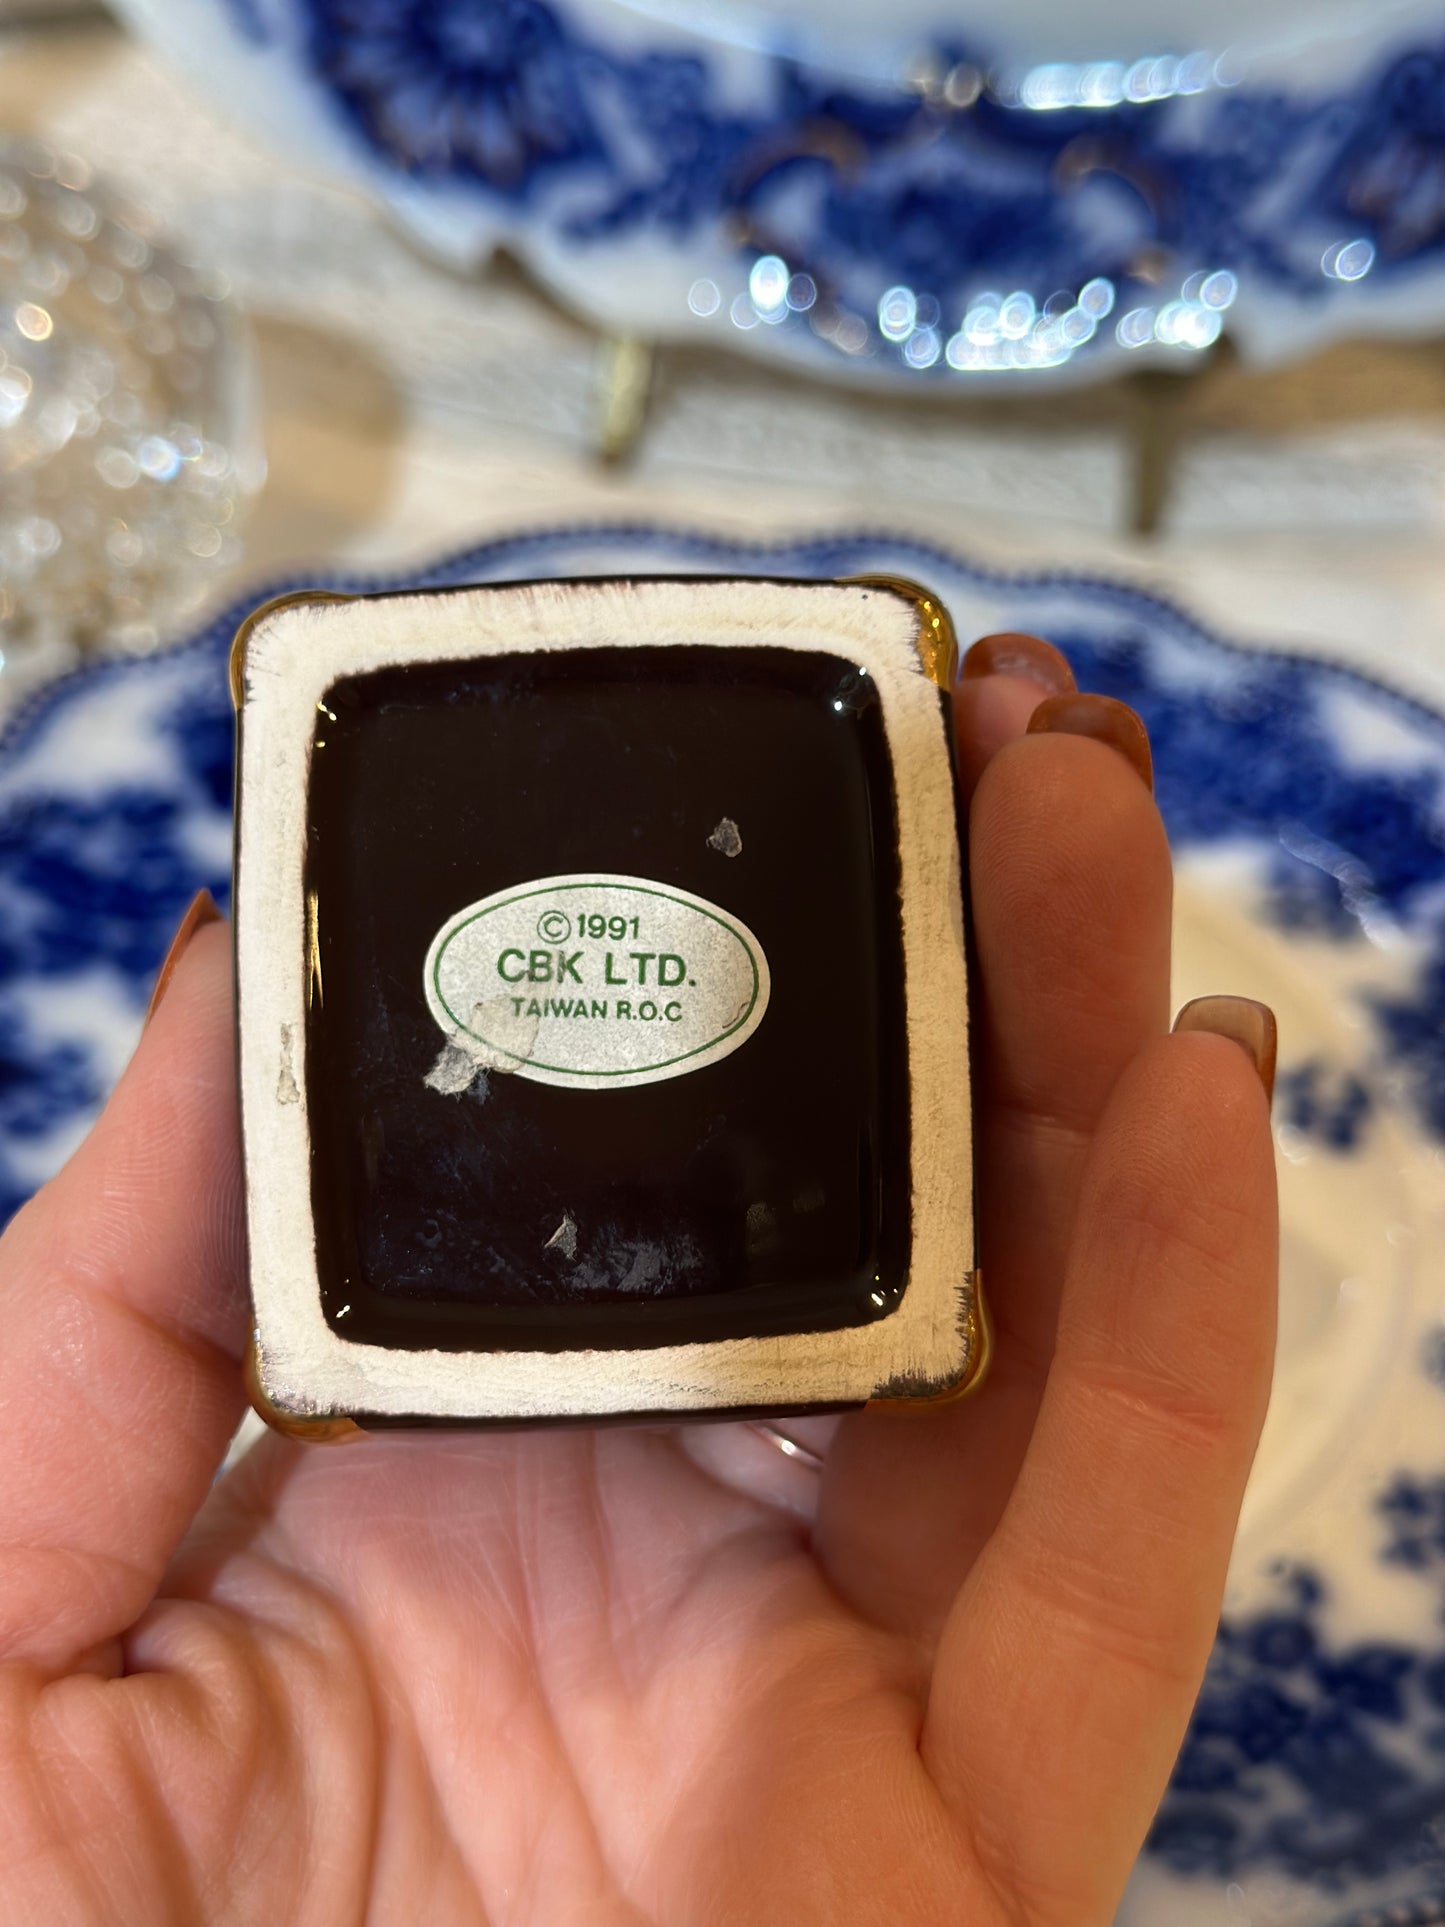 ©1991
CBK LTD.
TAIWAN R.O.C